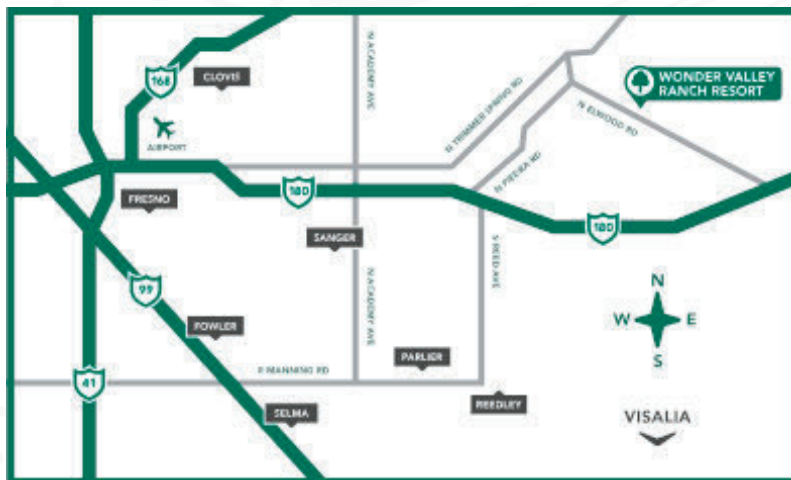 N ACADEMY AVE
168
CLOVIS
N TRIMMER SPRING RD
WONDER VALLEY
RANCH RESORT
N ELWOOD RD
AIRPORT
N PIEDRA RD
FRESNO
180
SANGER
180
S REED AVE
99
N ACADEMY AVE
N
W E
S
FOWLER
PARLIER
E MANNING RD
41
SELMA
REEDLEY
VISALIA